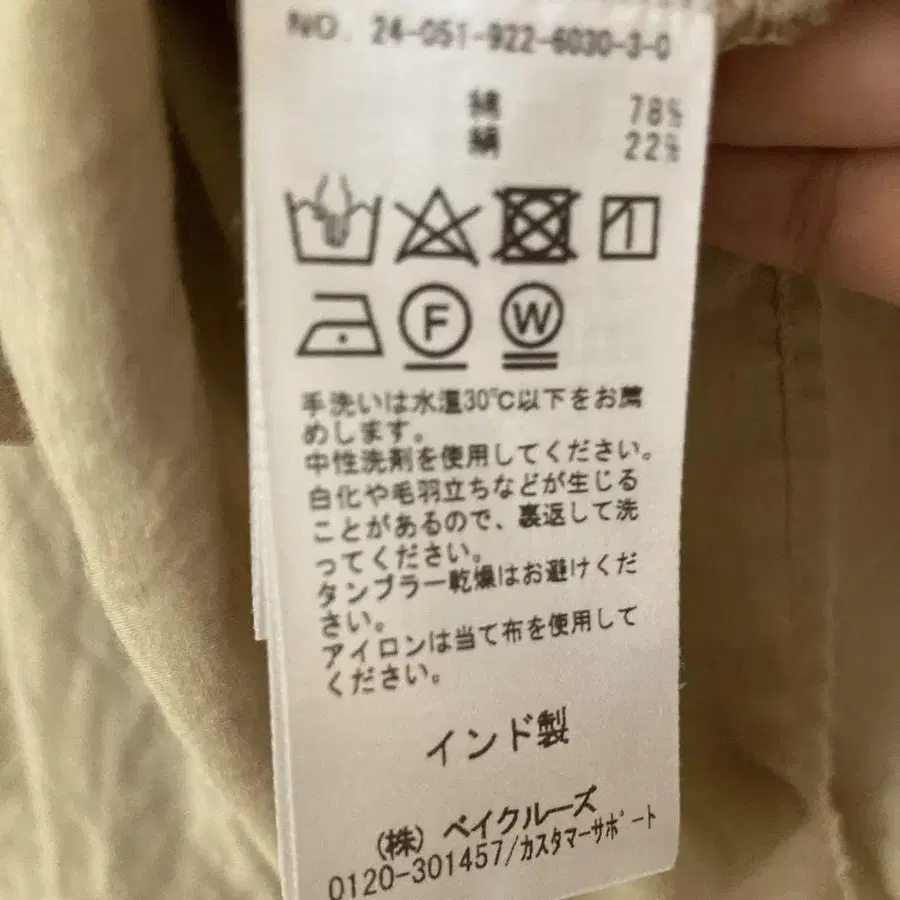 NO. 24-051-922-6030-3-0
綿 78%
絹 22%
F W
手洗いは水温30℃以下をお薦
めします。
中性洗剤を使用してください。
白化や毛羽立ちなどが生じる
ことがあるので、裏返して洗
ってください。
タンブラー乾燥はお避けくだ
さい。
アイロンは当て布を使用して
ください。
インド製
(株) ベイクルーズ
0120-301457/カスタマーサポート